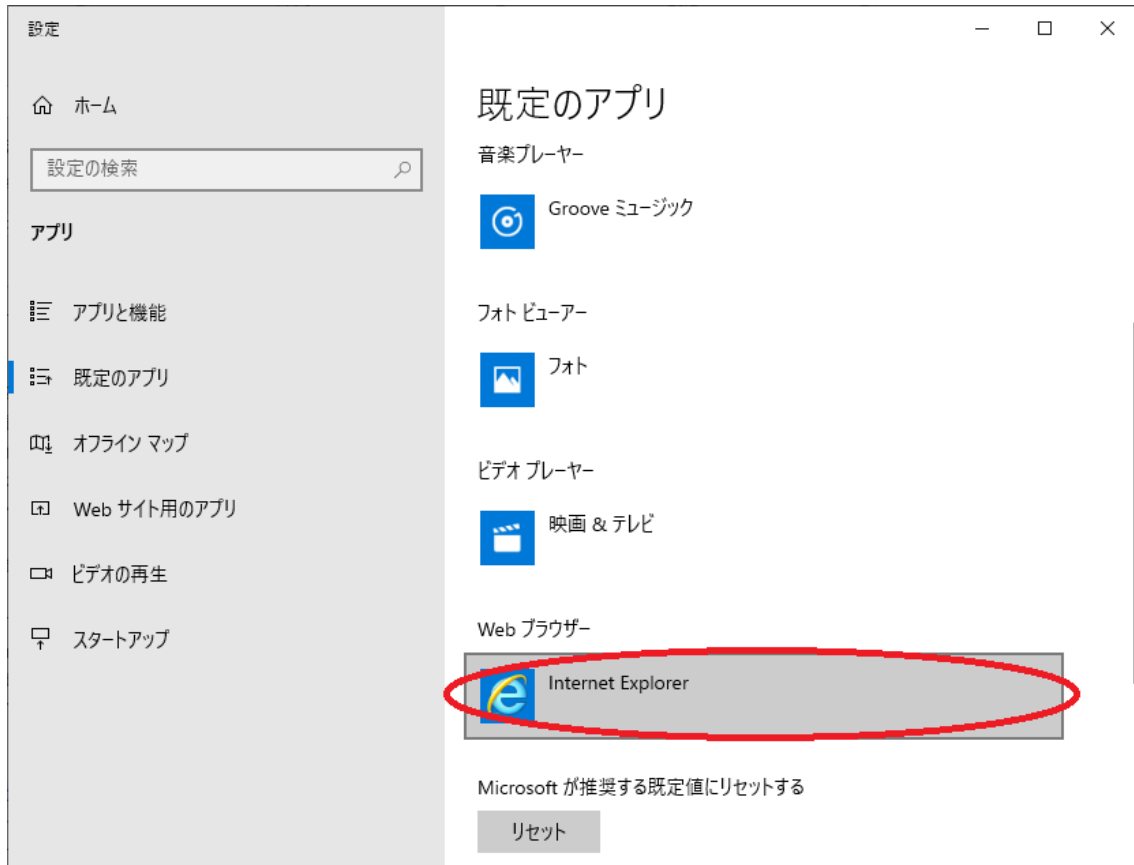 設定
ホーム
設定の検索
アプリ
アプリと機能
既定のアプリ
オフライン マップ
Web サイト用のアプリ
ビデオの再生
スタートアップ
既定のアプリ
音楽プレーヤー
Groove ミュージック
フォト ビューアー
フォト
ビデオ プレーヤー
映画 & テレビ
Web ブラウザー
Internet Explorer
Microsoft が推奨する既定値にリセットする
リセット